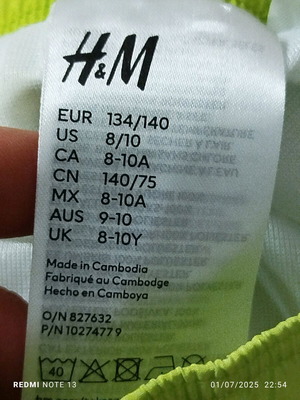 H&M
EUR 134/140
US 8/10
CA 8-10A
CN 140/75
MX 8-10A
AUS 9-10
UK 8-10Y
Made in Cambodia
Fabriqué au Cambodge
Hecho en Camboya
O/N 827632
P/N 1027477 9
40
REDMI NOTE 13
01/07/2025 22:54